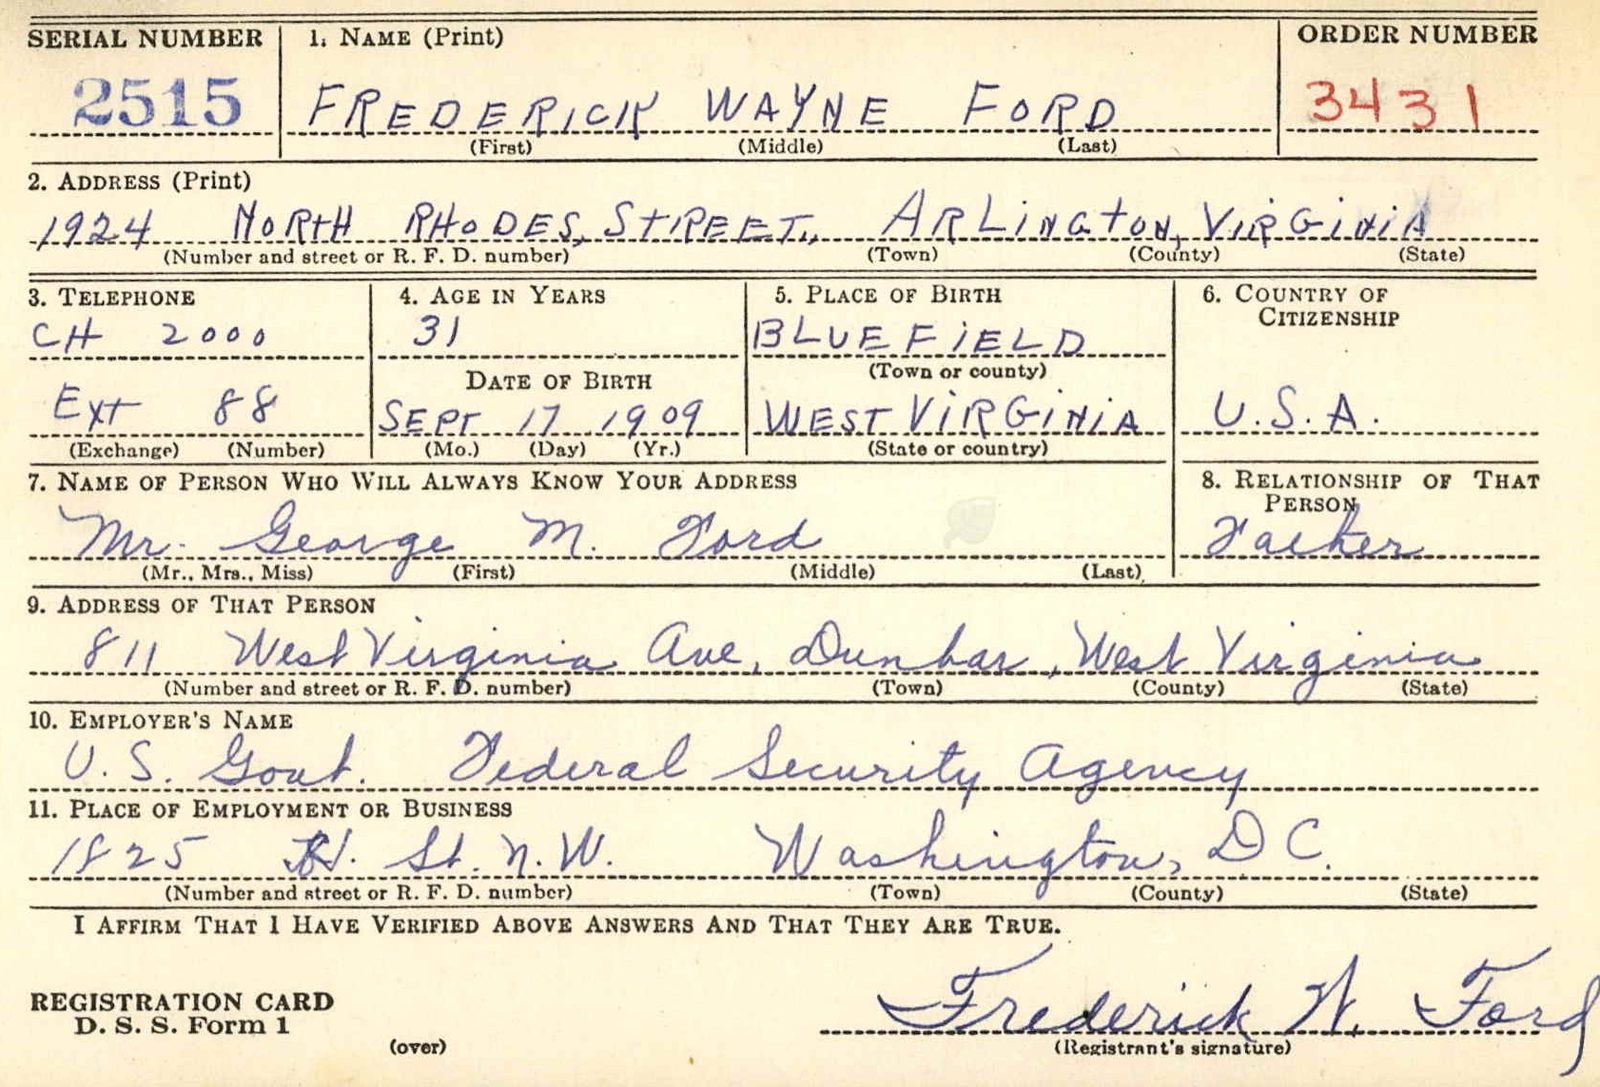 SERIAL NUMBER 1. NAME (Print) ORDER NUMBER
2515 FREDERICK WAYNE FORD 3431
(First) (Middle) (Last)
2. ADDRESS (Print)
1924 NORTH RHODES, STREET., ARLINGTON, VIRGINIA
(Number and street or R. F. D. number) (Town) (County) (State)
3. TELEPHONE 4. AGE IN YEARS 5. PLACE OF BIRTH 6. COUNTRY OF
CITIZENSHIP
CH 2000 31 BLUEFIELD
DATE OF BIRTH (Town or county)
Ext 88 SEPT 17 1909 WEST VIRGINIA U.S.A.
(Exchange) (Number) (Mo.) (Day) (Yr.) (State or country)
7. NAME OF PERSON WHO WILL ALWAYS KNOW YOUR ADDRESS 8. RELATIONSHIP OF THAT
PERSON
Mr. George M. Ford Father
(Mr., Mrs., Miss) (First) (Middle) (Last)
9. ADDRESS OF THAT PERSON
811 West Virginia Ave, Dunbar, West Virginia
(Number and street or R. F. D. number) (Town) (County) (State)
10. EMPLOYER'S NAME
U.S. Govt. Federal Security Agency
11. PLACE OF EMPLOYMENT OR BUSINESS
1825 H. St. N.W. Washington, D C.
(Number and street or R. F. D. number) (Town) (County) (State)
I AFFIRM THAT I HAVE VERIFIED ABOVE ANSWERS AND THAT THEY ARE TRUE.
REGISTRATION CARD
D. S. S. Form 1 Frederick W. Ford
(over) (Registrant's signature)